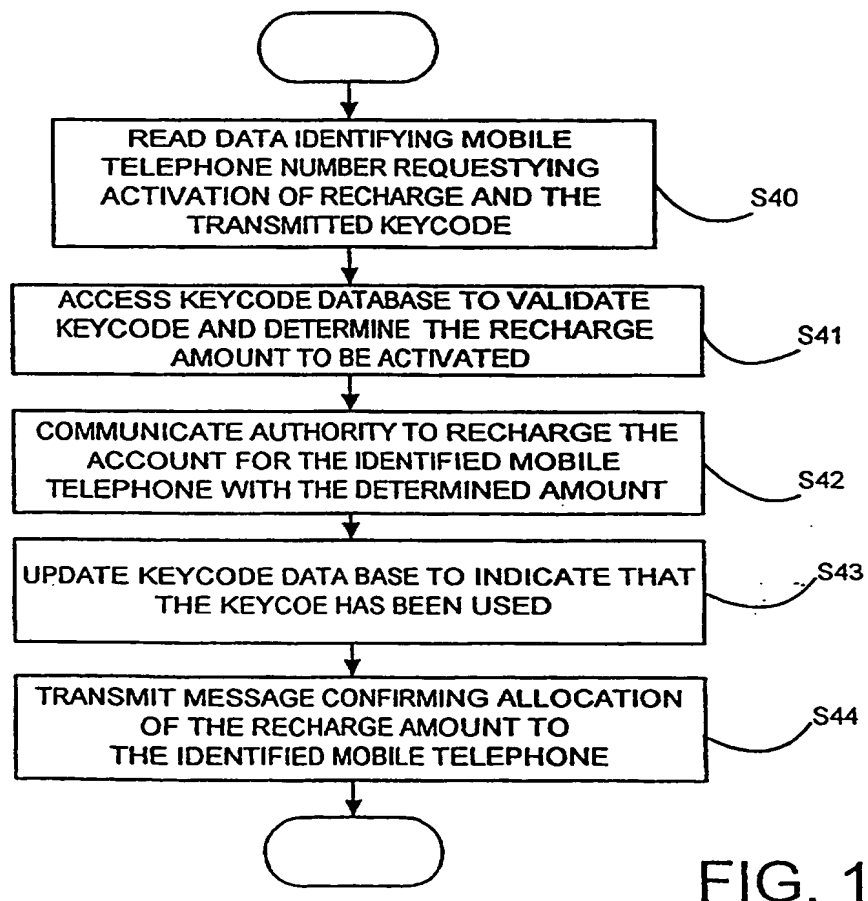 READ DATA IDENTIFYING MOBILE
TELEPHONE NUMBER REQUESTYING
ACTIVATION OF RECHARGE AND THE
TRANSMITTED KEYCODE
S40
ACCESS KEYCODE DATABASE TO VALIDATE
KEYCODE AND DETERMINE THE RECHARGE
AMOUNT TO BE ACTIVATED
S41
COMMUNICATE AUTHORITY TO RECHARGE THE
ACCOUNT FOR THE IDENTIFIED MOBILE
TELEPHONE WITH THE DETERMINED AMOUNT
S42
UPDATE KEYCODE DATA BASE TO INDICATE THAT
THE KEYCOE HAS BEEN USED
S43
TRANSMIT MESSAGE CONFIRMING ALLOCATION
OF THE RECHARGE AMOUNT TO
THE IDENTIFIED MOBILE TELEPHONE
S44
FIG. 1